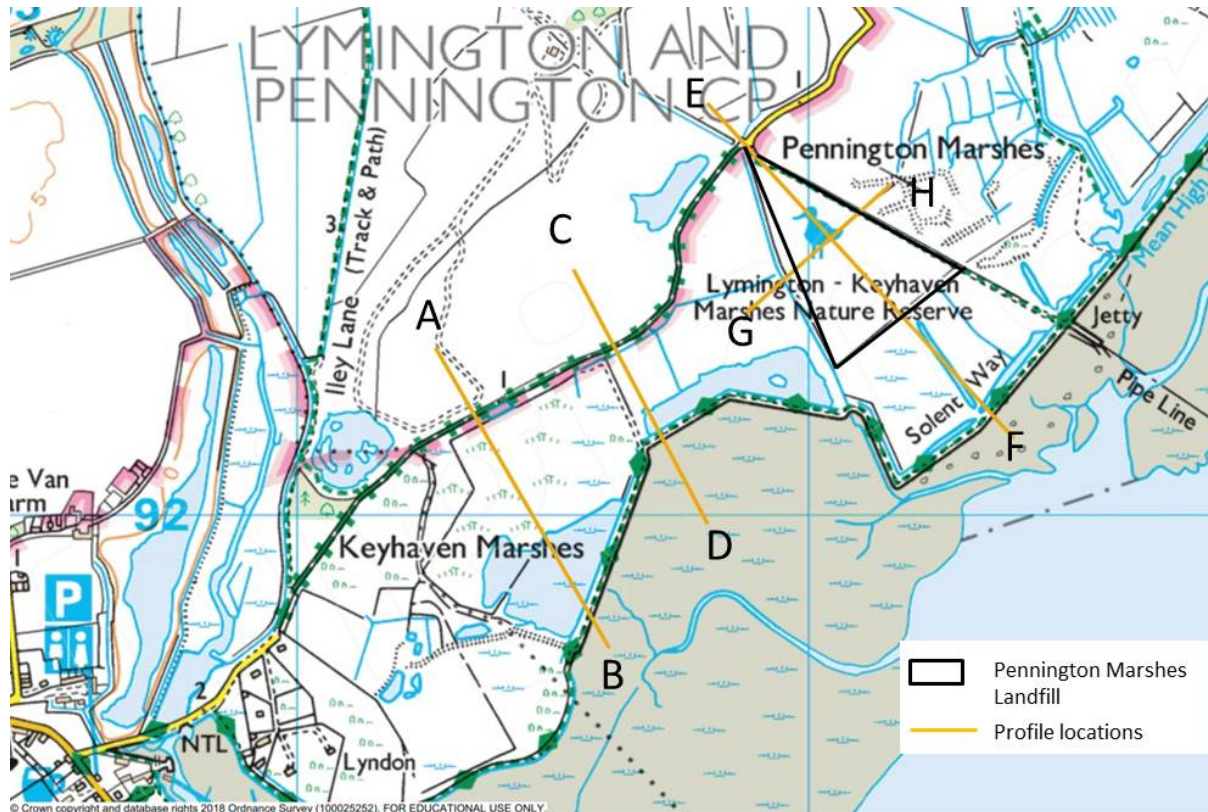 LYMINGTON AND
PENNINGTON CP
E
1
Pennington Marshes
5
3
Iley Lane (Track & Path)
C
H
Mean High
A
Lymington - Keyhaven
Marshes Nature Reserve
G
Jetty
1
Solent Way
Pipe Line
F
e Van
arm
92
Keyhaven Marshes
D
P
B
2
NTL
Lyndon
Pennington Marshes
Landfill
Profile locations
© Crown copyright and database rights 2018 Ordnance Survey (100025252). FOR EDUCATIONAL USE ONLY.